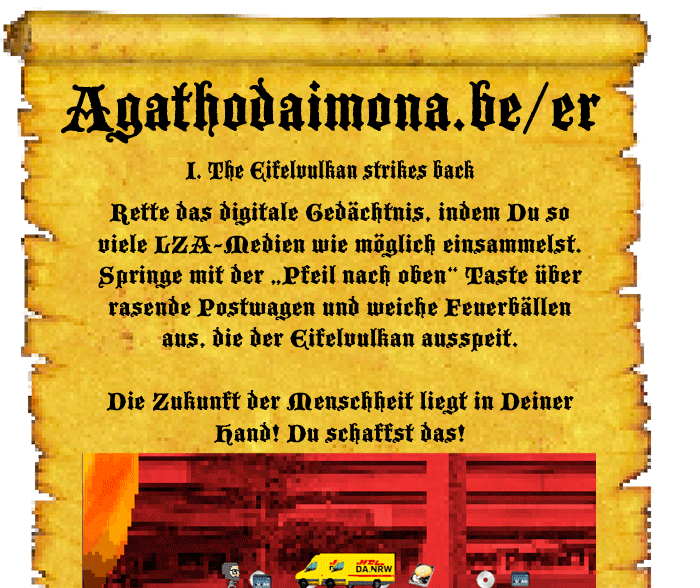 Agathodaimona.be/er
I. The Eifelvulkan strikes back
Rette das digitale Gedächtnis, indem Du so
viele LZA-Medien wie möglich einsammelst.
Springe mit der „Pfeil nach oben“ Taste über
rasende Postwagen und weiche Feuerbällen
aus, die der Eifelvulkan ausspeit.
Die Zukunft der Menschheit liegt in Deiner
Hand! Du schaffst das!
DHL
DA NRW